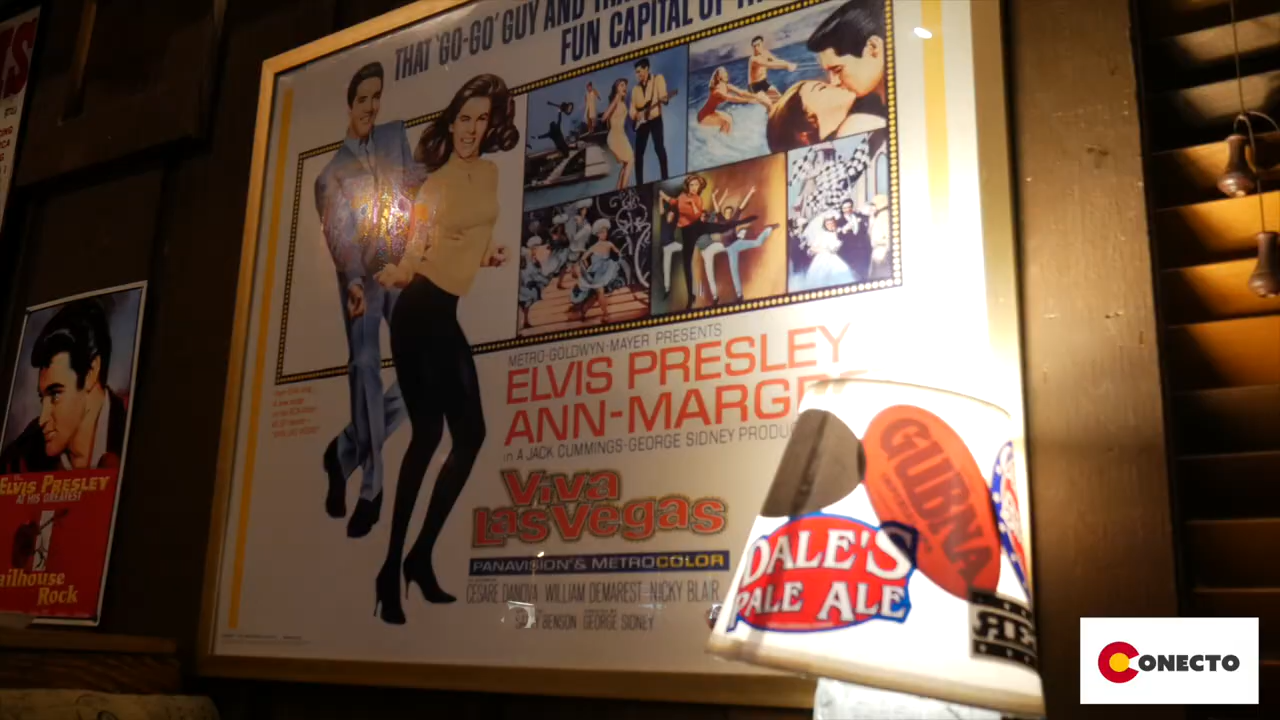 THAT 'GO-GO' GUY AND
FUN CAPITAL OF
METRO-GOLDWYN-MAYER PRESENTS
ELVIS PRESLEY
ANN-MARGR
in A JACK CUMMINGS-GEORGE SIDNEY PRODUC
Viva
Las Vegas
PANAVISION® & METROCOLOR
CESARE DANOVA WILLIAM DEMAREST-NICKY BLAIR
SALLY BENSON GEORGE SIDNEY
ELVIS PRESLEY
AT HIS GREATEST
ailhouse
Rock
GUBNA
DALE'S
PALE ALE
CONECTO